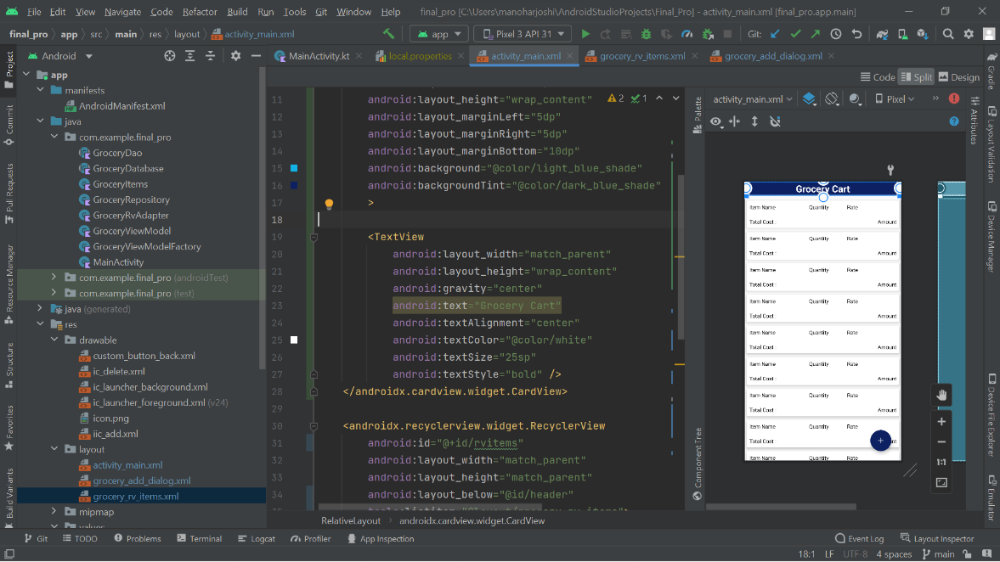 File Edit View Navigate Code Refactor Build Run Tools Git Window Help final_pro [C:\Users\manoharjoshi\AndroidStudioProjects\Final_Pro] - activity_main.xml [final_pro.app.main]
final_pro app src main res layout activity_main.xml app Pixel 3 API 31 Git:
Project
Android MainActivity.kt local.properties activity_main.xml grocery_rv_items.xml grocery_add_dialog.xml
Code Split Design
app
manifests
AndroidManifest.xml
java
com.example.final_pro
GroceryDao
GroceryDatabase
GroceryItems
GroceryRepository
GroceryRvAdapter
GroceryViewModel
GroceryViewModelFactory
MainActivity
com.example.final_pro (androidTest)
com.example.final_pro (test)
java (generated)
res
drawable
custom_button_back.xml
ic_delete.xml
ic_launcher_background.xml
ic_launcher_foreground.xml (v24)
icon.png
iic_add.xml
layout
activity_main.xml
grocery_add_dialog.xml
grocery_rv_items.xml
mipmap
values
Commit
Pull Requests
Resource Manager
Structure
Favorites
Build Variants
2 1
11 android:layout_height="wrap_content"
12 android:layout_marginLeft="5dp"
13 android:layout_marginRight="5dp"
14 android:layout_marginBottom="10dp"
15 android:background="@color/light_blue_shade"
16 android:backgroundTint="@color/dark_blue_shade"
17 >
18
19 <TextView
20 android:layout_width="match_parent"
21 android:layout_height="wrap_content"
22 android:gravity="center"
23 android:text="Grocery Cart"
24 android:textAlignment="center"
25 android:textColor="@color/white"
26 android:textSize="25sp"
27 android:textStyle="bold" />
28 </androidx.cardview.widget.CardView>
29
30 <androidx.recyclerview.widget.RecyclerView
31 android:id="@+id/rvitems"
32 android:layout_width="match_parent"
33 android:layout_height="match_parent"
34 android:layout_below="@id/header"
RelativeLayout androidx.cardview.widget.CardView
Palette
Component Tree
activity_main.xml Pixel
Grocery Cart
Item Name Quantity Rate
Total Cost : Amount
Item Name Quantity Rate
Total Cost : Amount
Item Name Quantity Rate
Total Cost : Amount
Item Name Quantity Rate
Total Cost : Amount
Item Name Quantity Rate
Total Cost : Amount
Item Name Quantity Rate
Total Cost : Amount
Item Name Quantity Rate
Total Cost : Amount
Item Name Quantity Rate
Total Cost : Amount
Item Name Quantity Rate
1:1
Attributes
Gradle
Layout Validation
Device Manager
Device File Explorer
Emulator
Git TODO Problems Terminal Logcat Profiler App Inspection Event Log Layout Inspector
18:1 LF UTF-8 4 spaces main